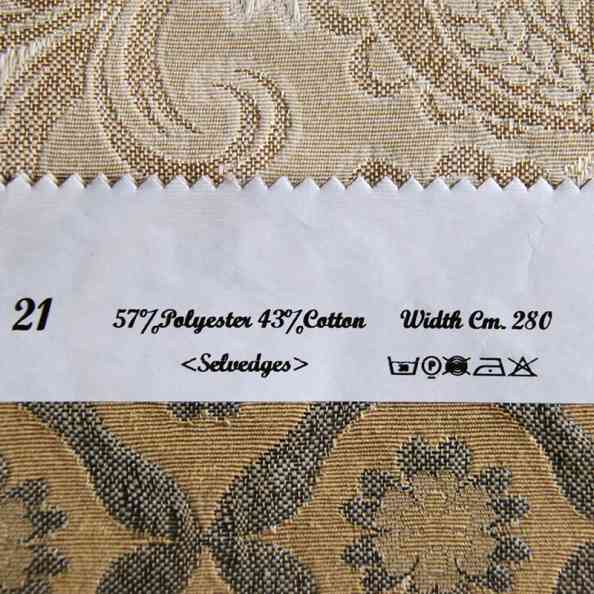 21 57%Polyester 43%Cotton Width Cm. 280
<Selvedges>